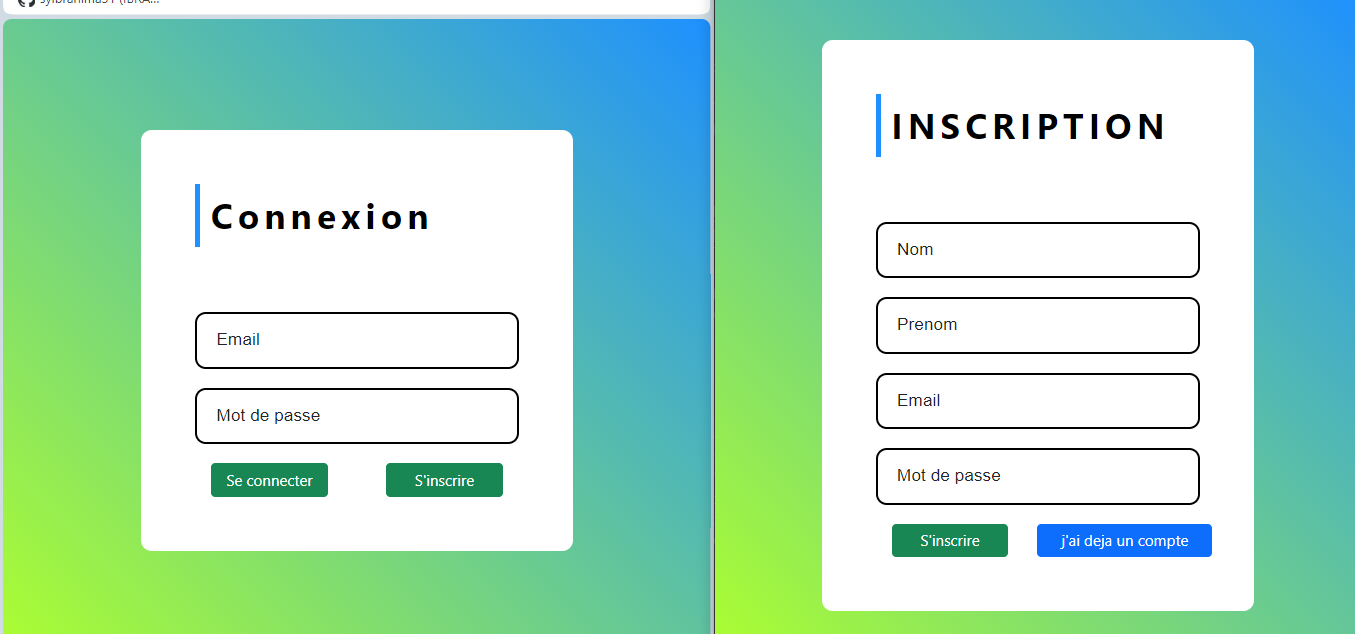 Connexion
Email
Mot de passe
Se connecter
S'inscrire
INSCRIPTION
Nom
Prenom
Email
Mot de passe
S'inscrire
j'ai deja un compte